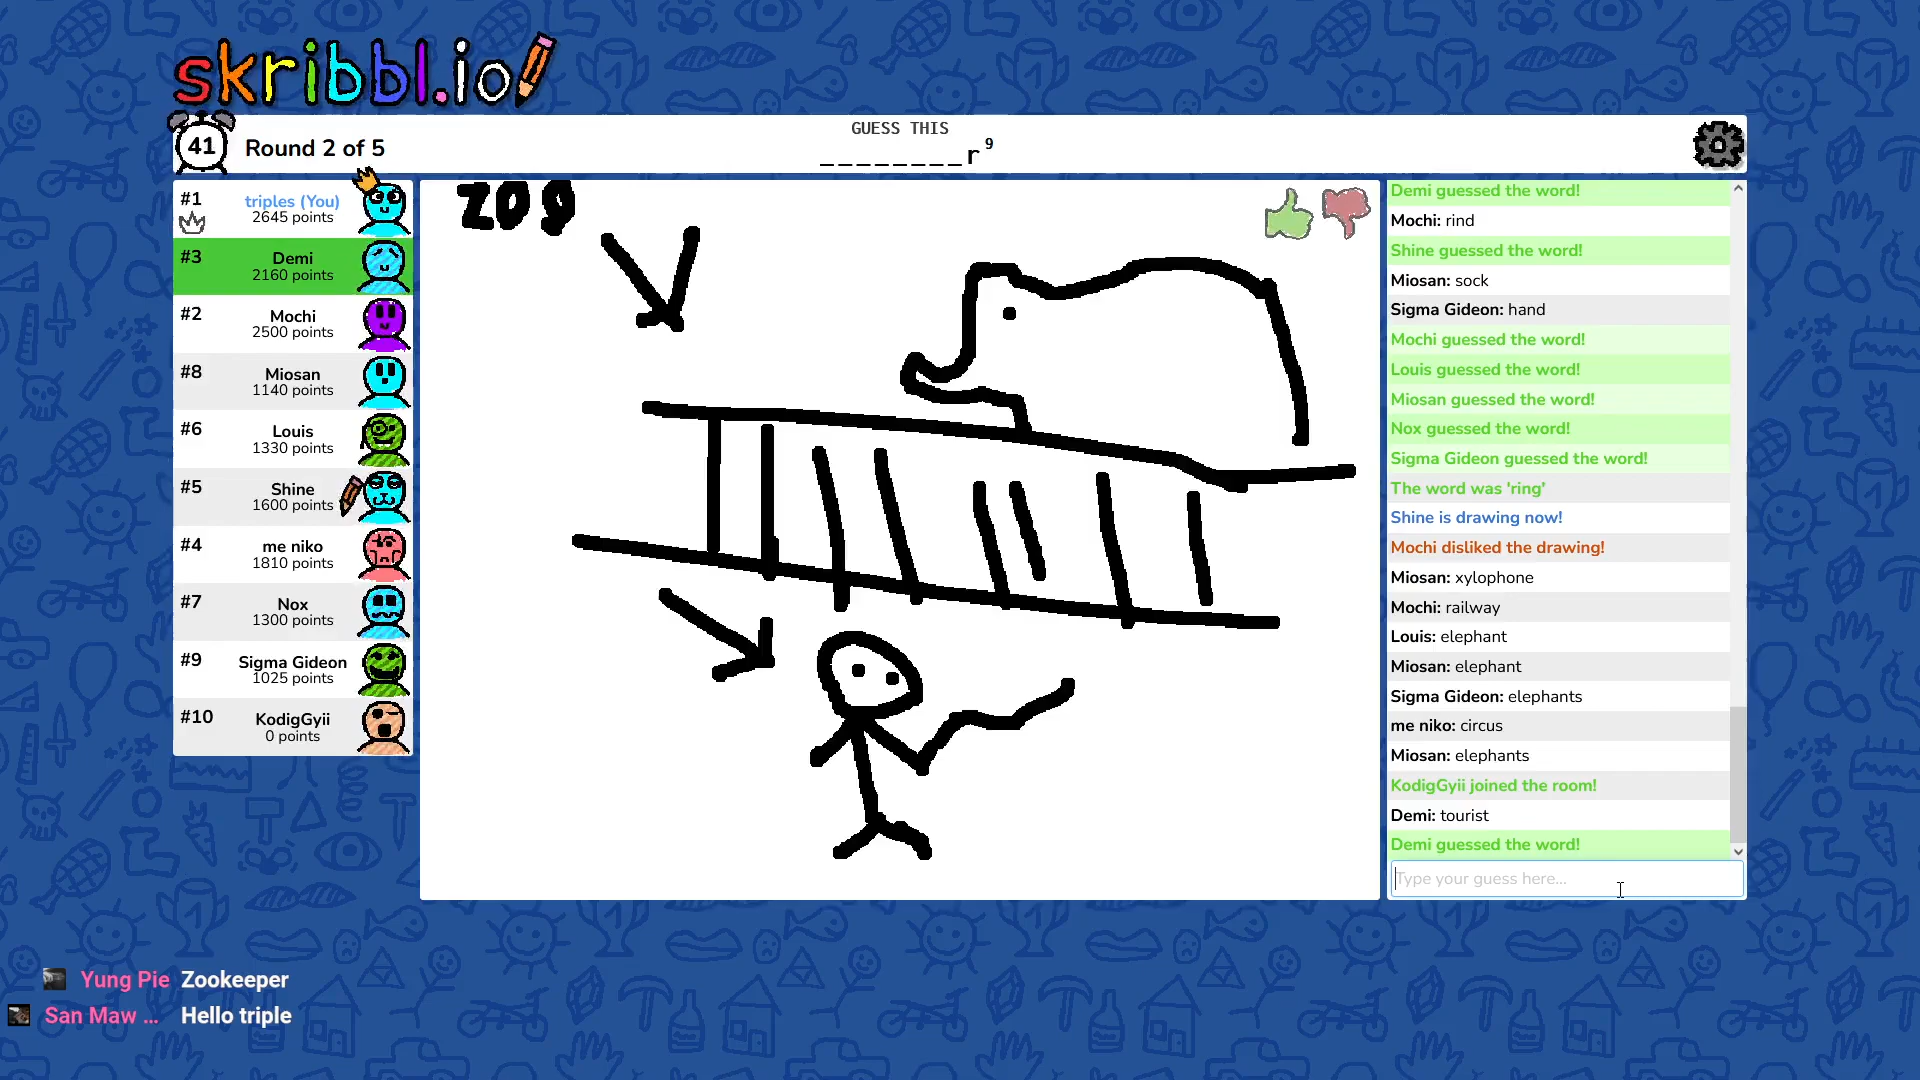 skribbl.io
41
Round 2 of 5
GUESS THIS
________r 9
#1 triples (You)
2645 points
#3 Demi
2160 points
#2 Mochi
2500 points
#8 Miosan
1140 points
#6 Louis
1330 points
#5 Shine
1600 points
#4 me niko
1810 points
#7 Nox
1300 points
#9 Sigma Gideon
1025 points
#10 KodigGyii
0 points
ZOO
Demi guessed the word!
Mochi: rind
Shine guessed the word!
Miosan: sock
Sigma Gideon: hand
Mochi guessed the word!
Louis guessed the word!
Miosan guessed the word!
Nox guessed the word!
Sigma Gideon guessed the word!
The word was 'ring'
Shine is drawing now!
Mochi disliked the drawing!
Miosan: xylophone
Mochi: railway
Louis: elephant
Miosan: elephant
Sigma Gideon: elephants
me niko: circus
Miosan: elephants
KodigGyii joined the room!
Demi: tourist
Demi guessed the word!
Type your guess here...
Yung Pie Zookeeper
San Maw ... Hello triple